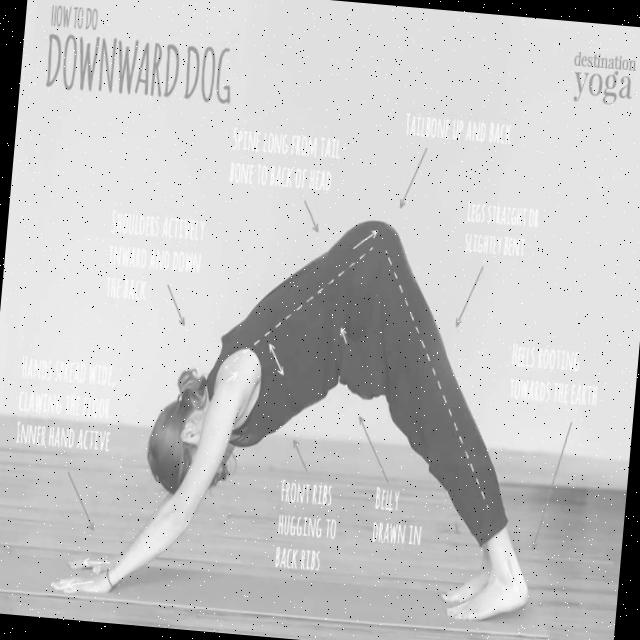 HOW TO DO
DOWNWARD DOG
destination
yoga
TAILBONE UP AND BACK
SPINE LONG FROM TAIL
BONE TO BACK OF HEAD
LEGS STRAIGHT OR
SLIGHTLY BENT
SHOULDERS ACTIVELY
AND DOWN
THE BACK
HEELS ROOTING
TOWARDS THE EARTH
HANDS SPREAD WIDE
CLAWING THE FLOOR
INNER HAND ACTIVE
FRONT RIBS
HUGGING TO
BACK RIBS
BELLY
DRAWN IN